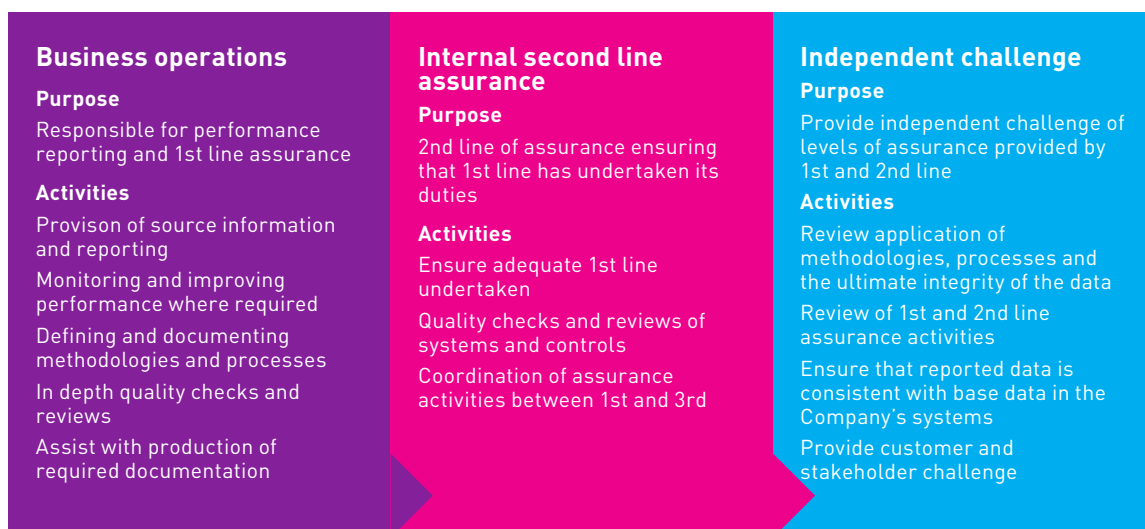 Business operations
Purpose
Responsible for performance
reporting and 1st line assurance
Activities
Provison of source information
and reporting
Monitoring and improving
performance where required
Defining and documenting
methodologies and processes
In depth quality checks and
reviews
Assist with production of
required documentation
Internal second line
assurance
Purpose
2nd line of assurance ensuring
that 1st line has undertaken its
duties
Activities
Ensure adequate 1st line
undertaken
Quality checks and reviews of
systems and controls
Coordination of assurance
activities between 1st and 3rd
Independent challenge
Purpose
Provide independent challenge of
levels of assurance provided by
1st and 2nd line
Activities
Review application of
methodologies, processes and
the ultimate integrity of the data
Review of 1st and 2nd line
assurance activities
Ensure that reported data is
consistent with base data in the
Company’s systems
Provide customer and
stakeholder challenge